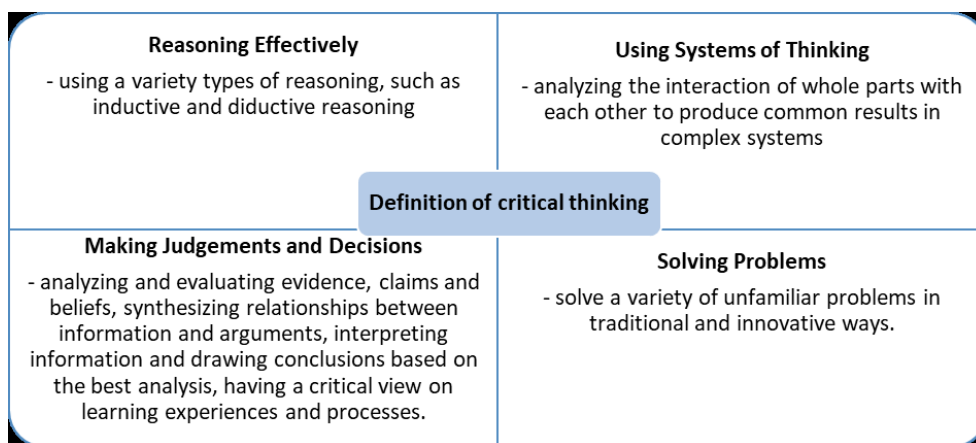 Reasoning Effectively
- using a variety types of reasoning, such as
inductive and diductive reasoning
Using Systems of Thinking
- analyzing the interaction of whole parts with
each other to produce common results in
complex systems
Definition of critical thinking
Making Judgements and Decisions
- analyzing and evaluating evidence, claims and
beliefs, synthesizing relationships between
information and arguments, interpreting
information and drawing conclusions based on
the best analysis, having a critical view on
learning experiences and processes.
Solving Problems
- solve a variety of unfamiliar problems in
traditional and innovative ways.